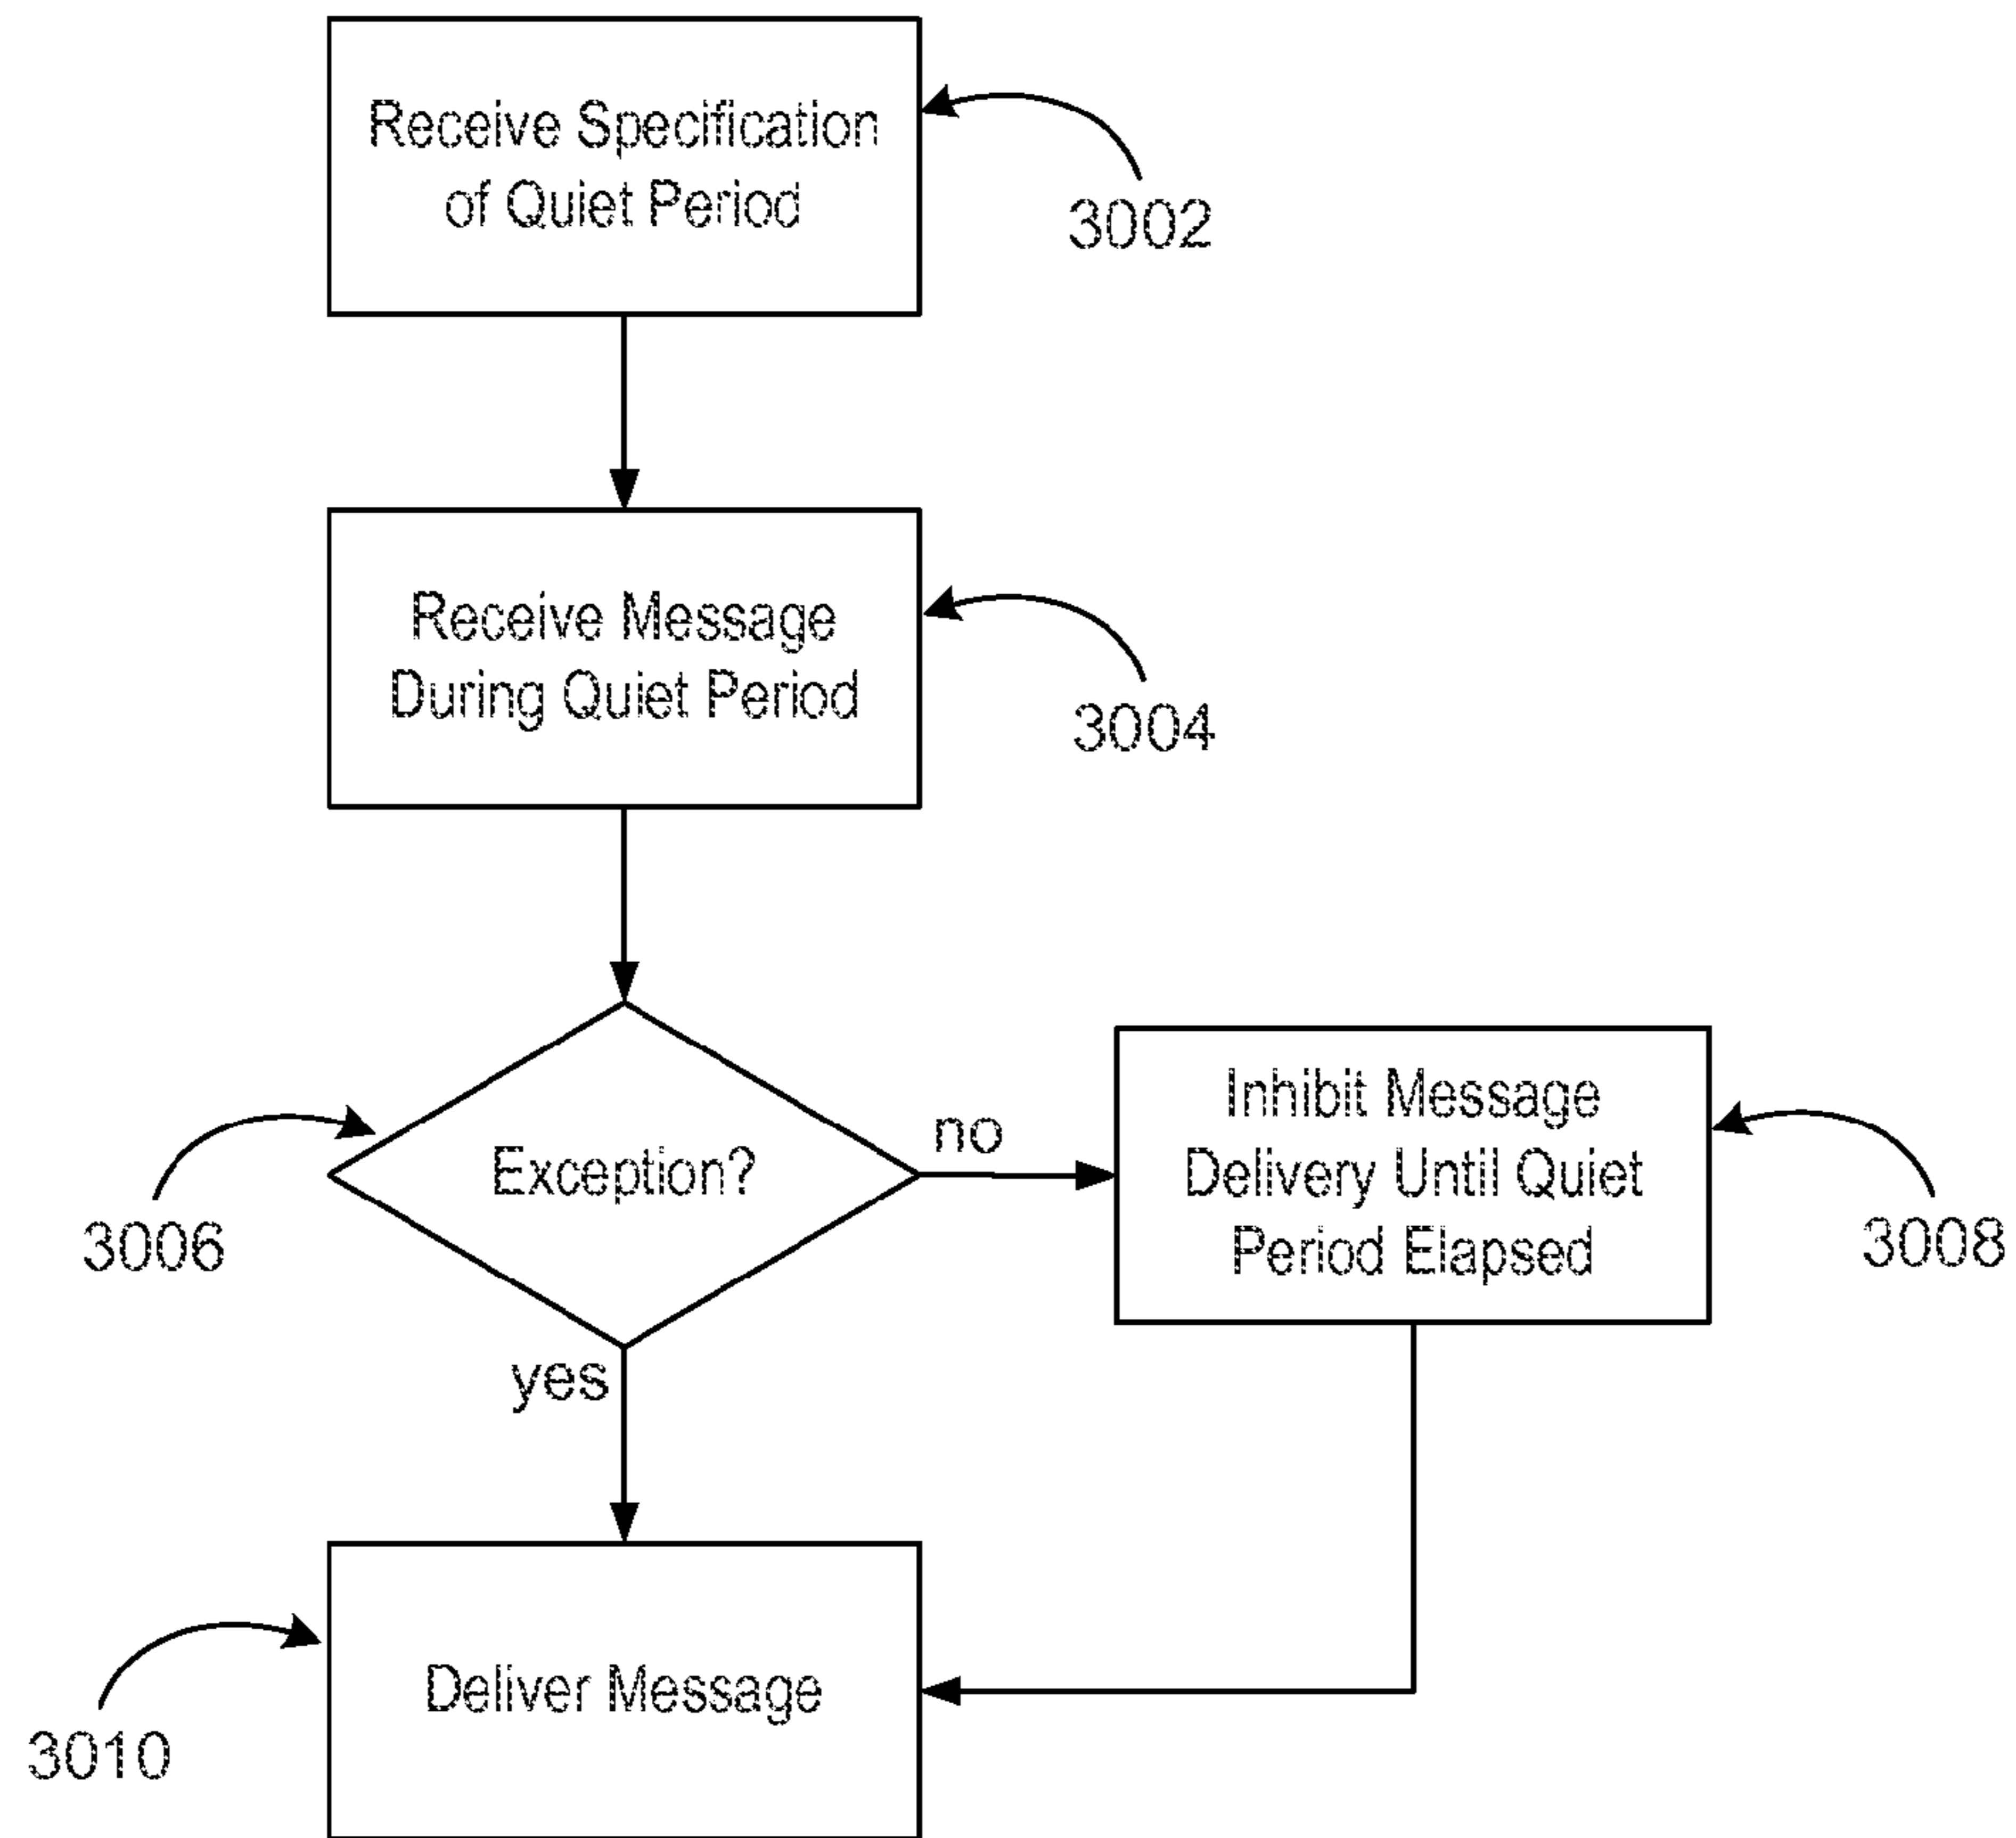 Receive Specification
of Quiet Period
3002
Receive Message
During Quiet Period
3004
Exception?
3006
no
Inhibit Message
Delivery Until Quiet
Period Elapsed
3008
yes
Deliver Message
3010